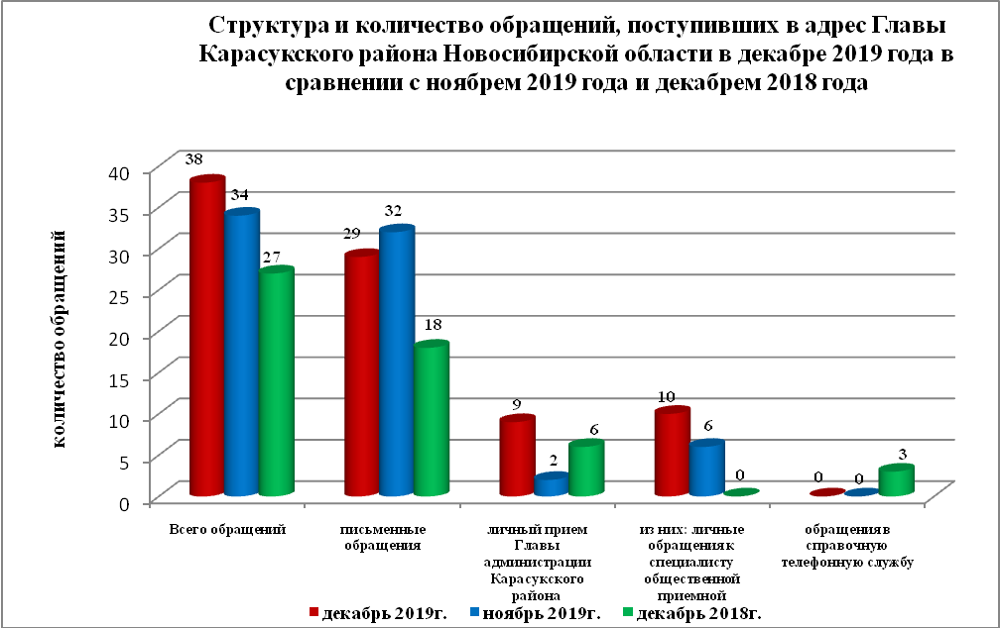 Структура и количество обращений, поступивших в адрес Главы
Карасукского района Новосибирской области в декабре 2019 года в
сравнении с ноябрем 2019 года и декабрем 2018 года
количество обращений
40
35
30
25
20
15
10
5
0
38
34
27
29
32
18
9
2
6
10
6
0
0
0
3
Всего обращений
письменные
обращения
личный прием
Главы
администрации
Карасукского
района
из них: личные
обращения к
специалисту
общественной
приемной
обращения в
справочную
телефонную службу
декабрь 2019г.
ноябрь 2019г.
декабрь 2018г.